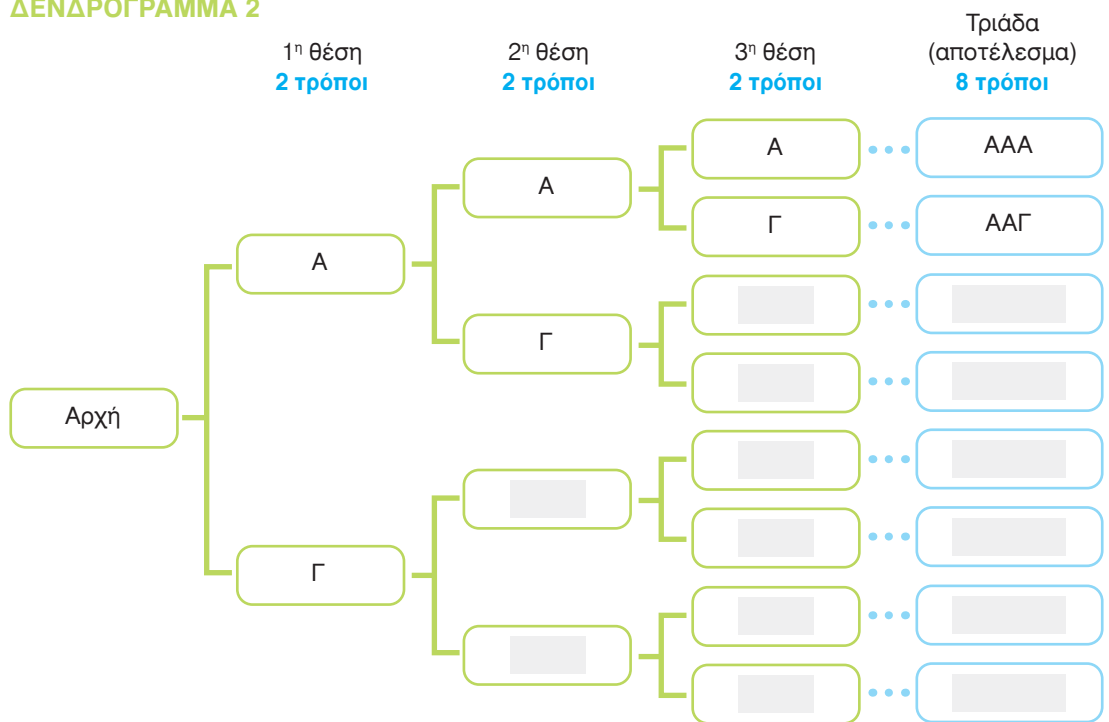 ΔΕΝΔΡΟΓΡΑΜΜΑ 2
1η θέση
2 τρόποι
2η θέση
2 τρόποι
3η θέση
2 τρόποι
Τριάδα
(αποτέλεσμα)
8 τρόποι
Α
ΑΑΑ
Α
Γ
ΑΑΓ
Α
Γ
Αρχή
Γ